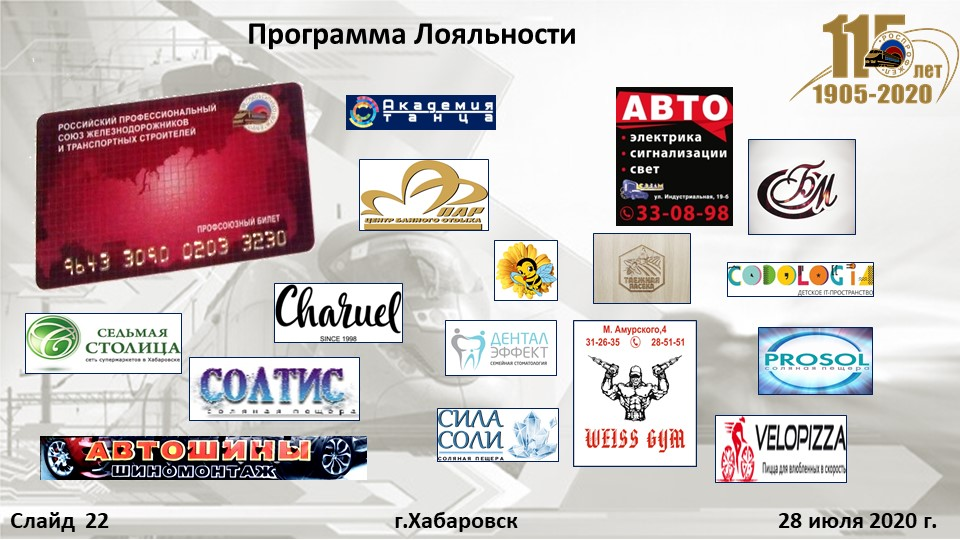 Программа Лояльности
115 лет
РОСПРОФЖЕЛ
1905-2020
РОССИЙСКИЙ ПРОФЕССИОНАЛЬНЫЙ
СОЮЗ ЖЕЛЕЗНОДОРОЖНИКОВ
И ТРАНСПОРТНЫХ СТРОИТЕЛЕЙ
ПРОФСОЮЗНЫЙ БИЛЕТ
9643 3090 0203 3230
Академия
танца
ПАР
ЦЕНТР БАННОГО ОТДЫХА
АВТО
• электрика
• сигнализации
• свет
ул. Индустриальная, 19-б
33-08-98
БМ
ТАЕЖНАЯ
ПАСЕКА
CODOLOGIA
ДЕТСКОЕ IT-ПРОСТРАНСТВО
Charuel
SINCE 1998
СЕДЬМАЯ
СТОЛИЦА
сеть супермаркетов в Хабаровске
ДЕНТАЛ
ЭФФЕКТ
СЕМЕЙНАЯ СТОМАТОЛОГИЯ
М. Амурского,4
31-26-35 28-51-51
WEISS GYM
PROSOL
соляная пещера
СОЛТИС
соляная пещера
СИЛА
СОЛИ
СОЛЯНАЯ ПЕЩЕРА
АВТОШИНЫ
ШИНОМОНТАЖ
VELOPIZZA
Пицца для влюбленных в скорость
Слайд 22
г.Хабаровск
28 июля 2020 г.